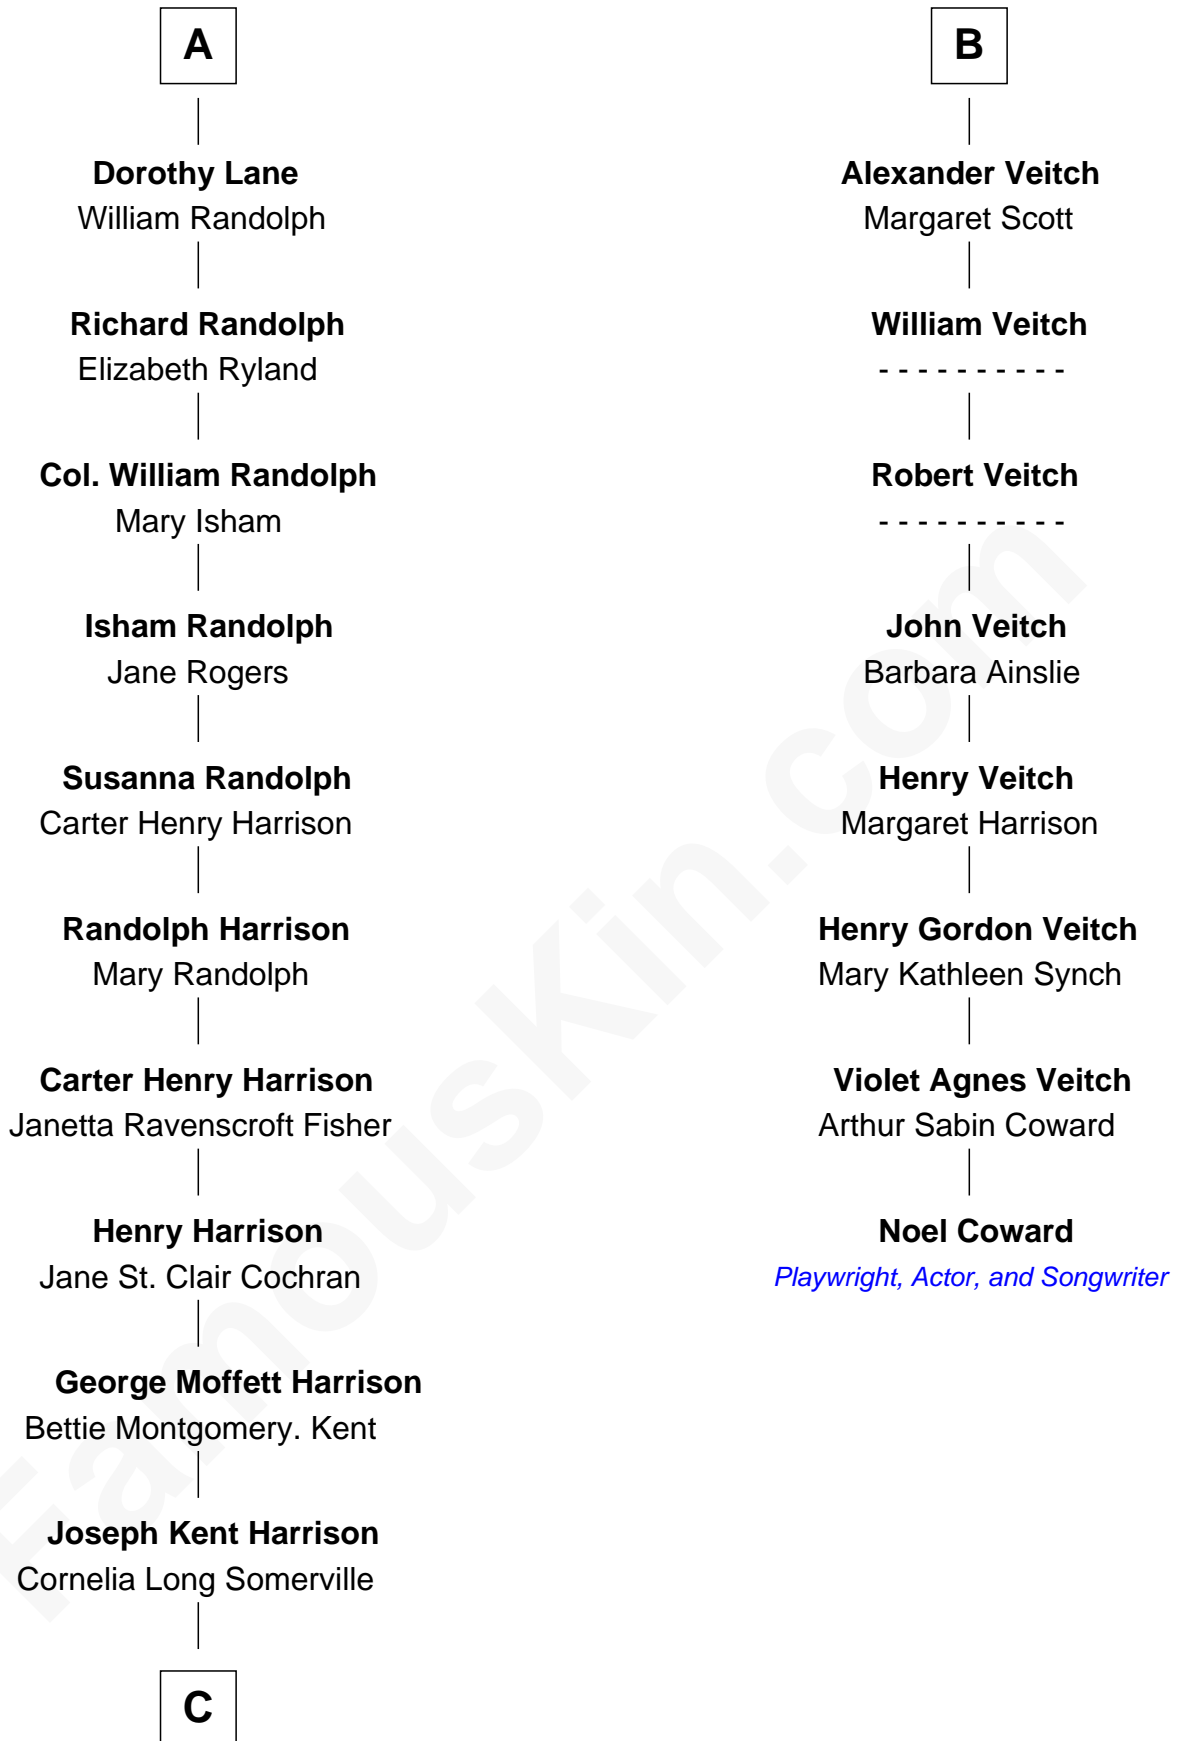 A
Dorothy Lane
William Randolph
Richard Randolph
Elizabeth Ryland
Col. William Randolph
Mary Isham
Isham Randolph
Jane Rogers
Susanna Randolph
Carter Henry Harrison
Randolph Harrison
Mary Randolph
Carter Henry Harrison
Janetta Ravenscroft Fisher
Henry Harrison
Jane St. Clair Cochran
George Moffett Harrison
Bettie Montgomery. Kent
Joseph Kent Harrison
Cornelia Long Somerville
C
B
Alexander Veitch
Margaret Scott
William Veitch
- - - - - - - - - -
Robert Veitch
- - - - - - - - - -
John Veitch
Barbara Ainslie
Henry Veitch
Margaret Harrison
Henry Gordon Veitch
Mary Kathleen Synch
Violet Agnes Veitch
Arthur Sabin Coward
Noel Coward
Playwright, Actor, and Songwriter
FamousKin.com